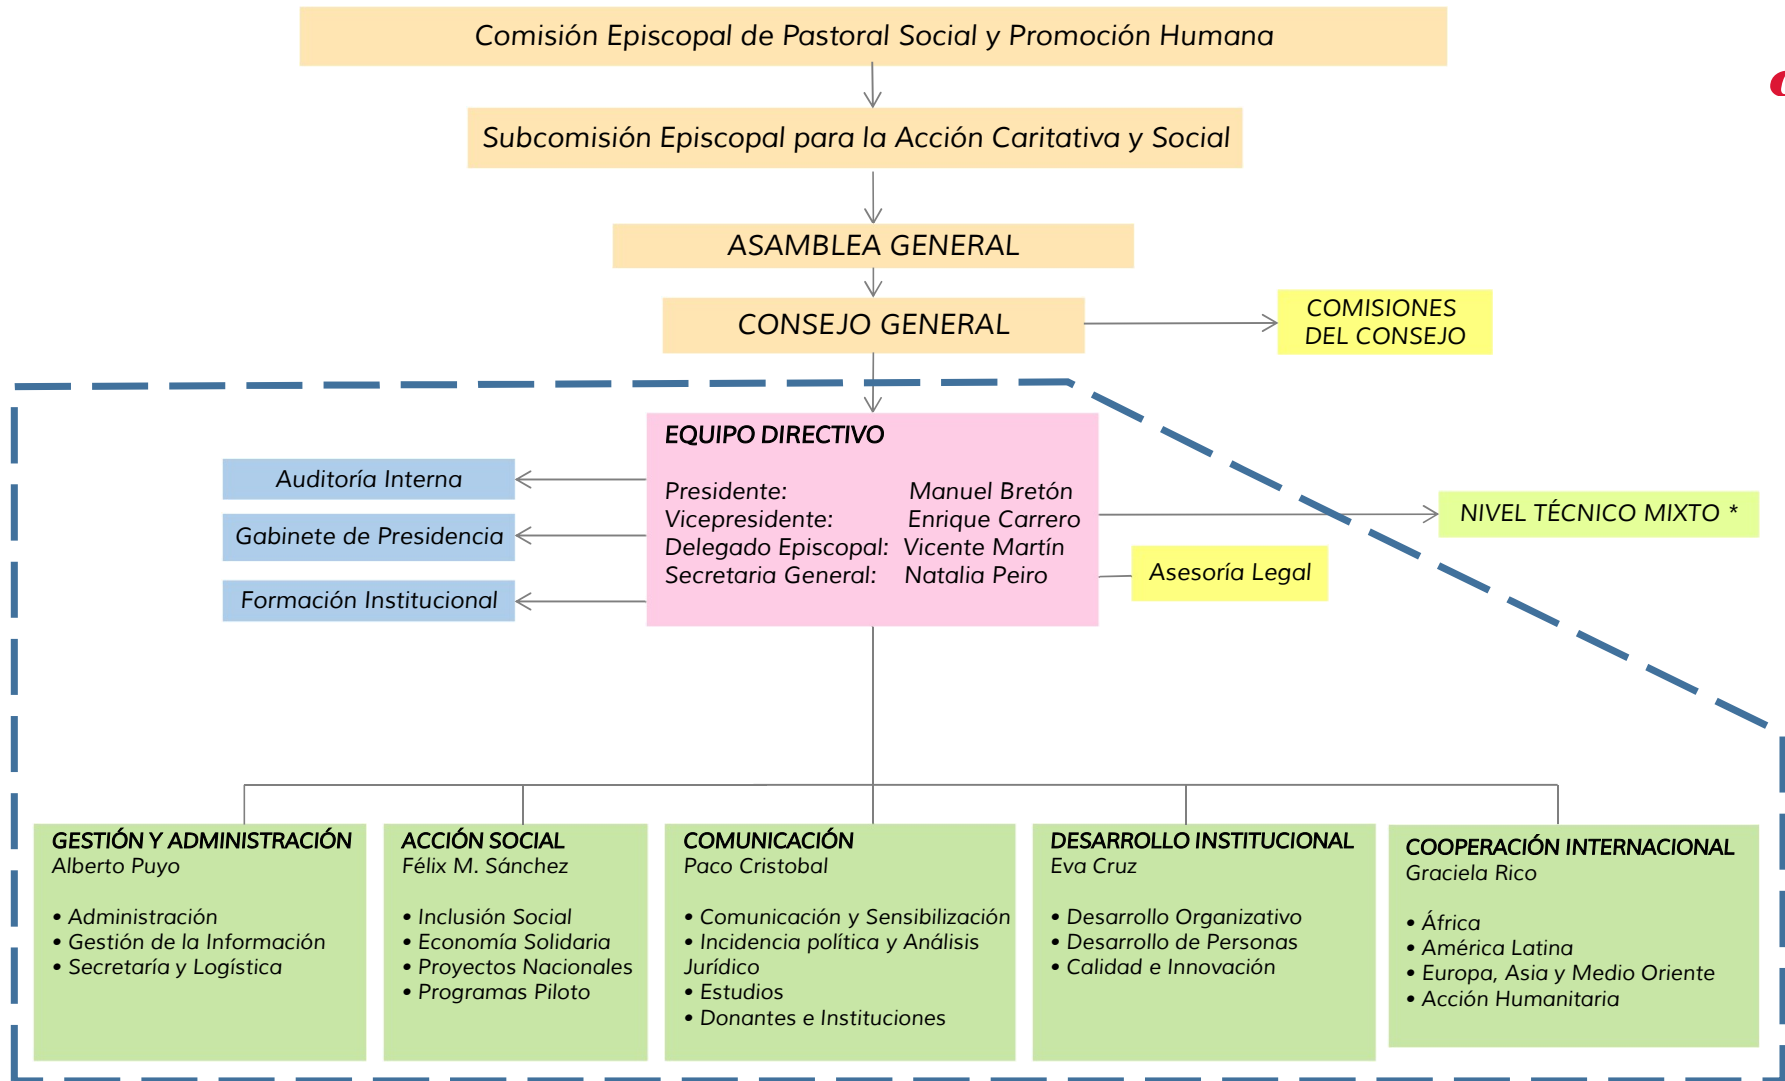 Comisión Episcopal de Pastoral Social y Promoción Humana
Subcomisión Episcopal para la Acción Caritativa y Social
ASAMBLEA GENERAL
CONSEJO GENERAL
COMISIONES
DEL CONSEJO
EQUIPO DIRECTIVO
Presidente: Manuel Bretón
Vicepresidente: Enrique Carrero
Delegado Episcopal: Vicente Martín
Secretaria General: Natalia Peiro
Auditoría Interna
Gabinete de Presidencia
Formación Institucional
NIVEL TÉCNICO MIXTO *
Asesoría Legal
GESTIÓN Y ADMINISTRACIÓN
Alberto Puyo
• Administración
• Gestión de la Información
• Secretaría y Logística
ACCIÓN SOCIAL
Félix M. Sánchez
• Inclusión Social
• Economía Solidaria
• Proyectos Nacionales
• Programas Piloto
COMUNICACIÓN
Paco Cristobal
• Comunicación y Sensibilización
• Incidencia política y Análisis
Jurídico
• Estudios
• Donantes e Instituciones
DESARROLLO INSTITUCIONAL
Eva Cruz
• Desarrollo Organizativo
• Desarrollo de Personas
• Calidad e Innovación
COOPERACIÓN INTERNACIONAL
Graciela Rico
• África
• América Latina
• Europa, Asia y Medio Oriente
• Acción Humanitaria